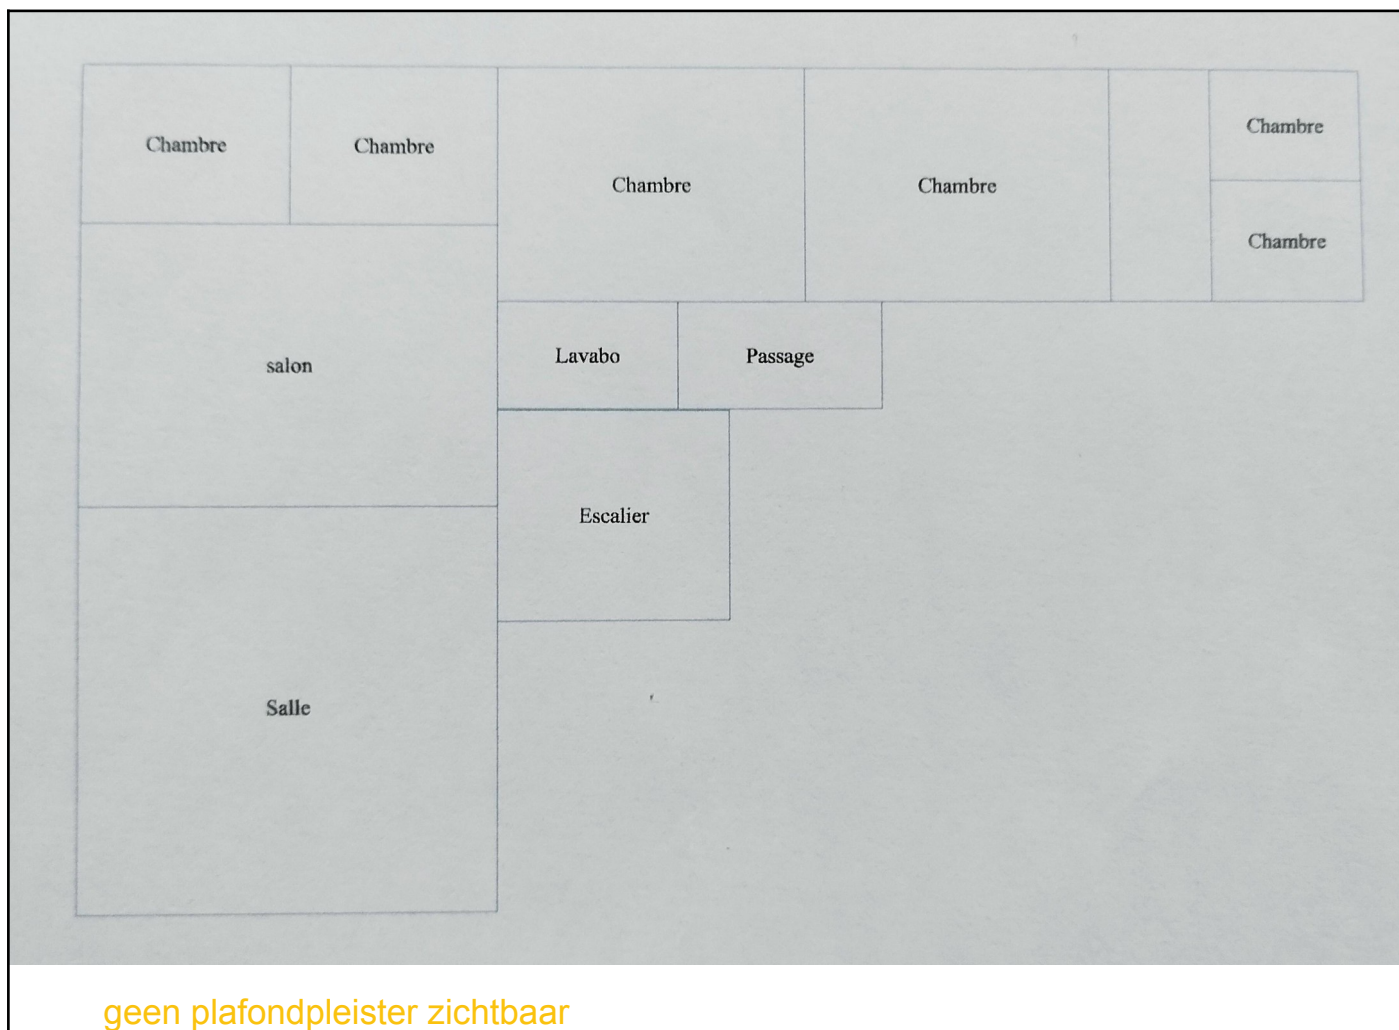 Chambre
Chambre
Chambre
Chambre
Chambre
Chambre
salon
Lavabo
Passage
Escalier
Salle
geen plafondpleister zichtbaar